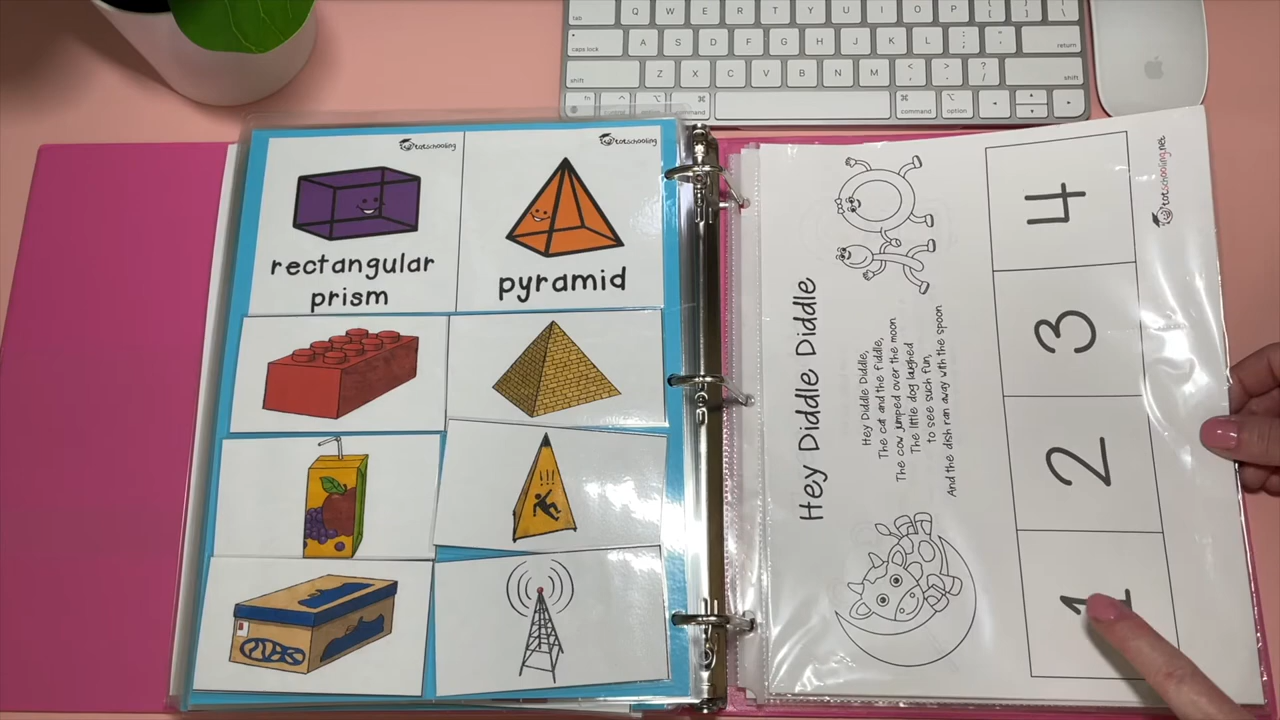 tab Q W E R T Y U I O P { [ } ] | \
caps lock A S D F G H J K L : ; " ' return
shift Z X C V B N M < , > . ? / shift
fn ⌃ ⌥ ⌘ command ⌘ command ⌥ option
totschooling
totschooling
rectangular
prism
pyramid
!!!
Hey Diddle Diddle
Hey Diddle Diddle,
The cat and the fiddle,
The cow jumped over the moon
The little dog laughed
to see such fun,
And the dish ran away with the spoon
1 2 3 4
totschooling.net